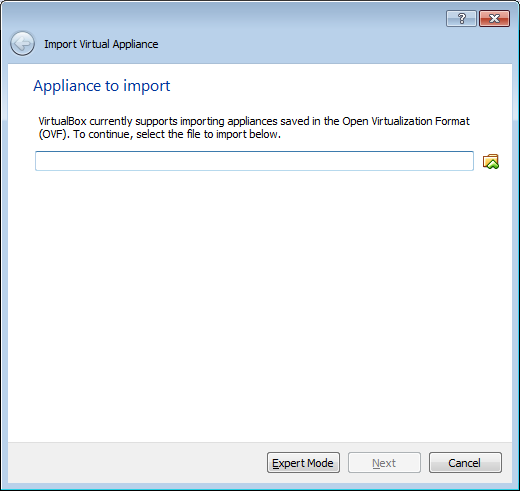 ?
Import Virtual Appliance
Appliance to import
VirtualBox currently supports importing appliances saved in the Open Virtualization Format
(OVF). To continue, select the file to import below.
Expert Mode Next Cancel